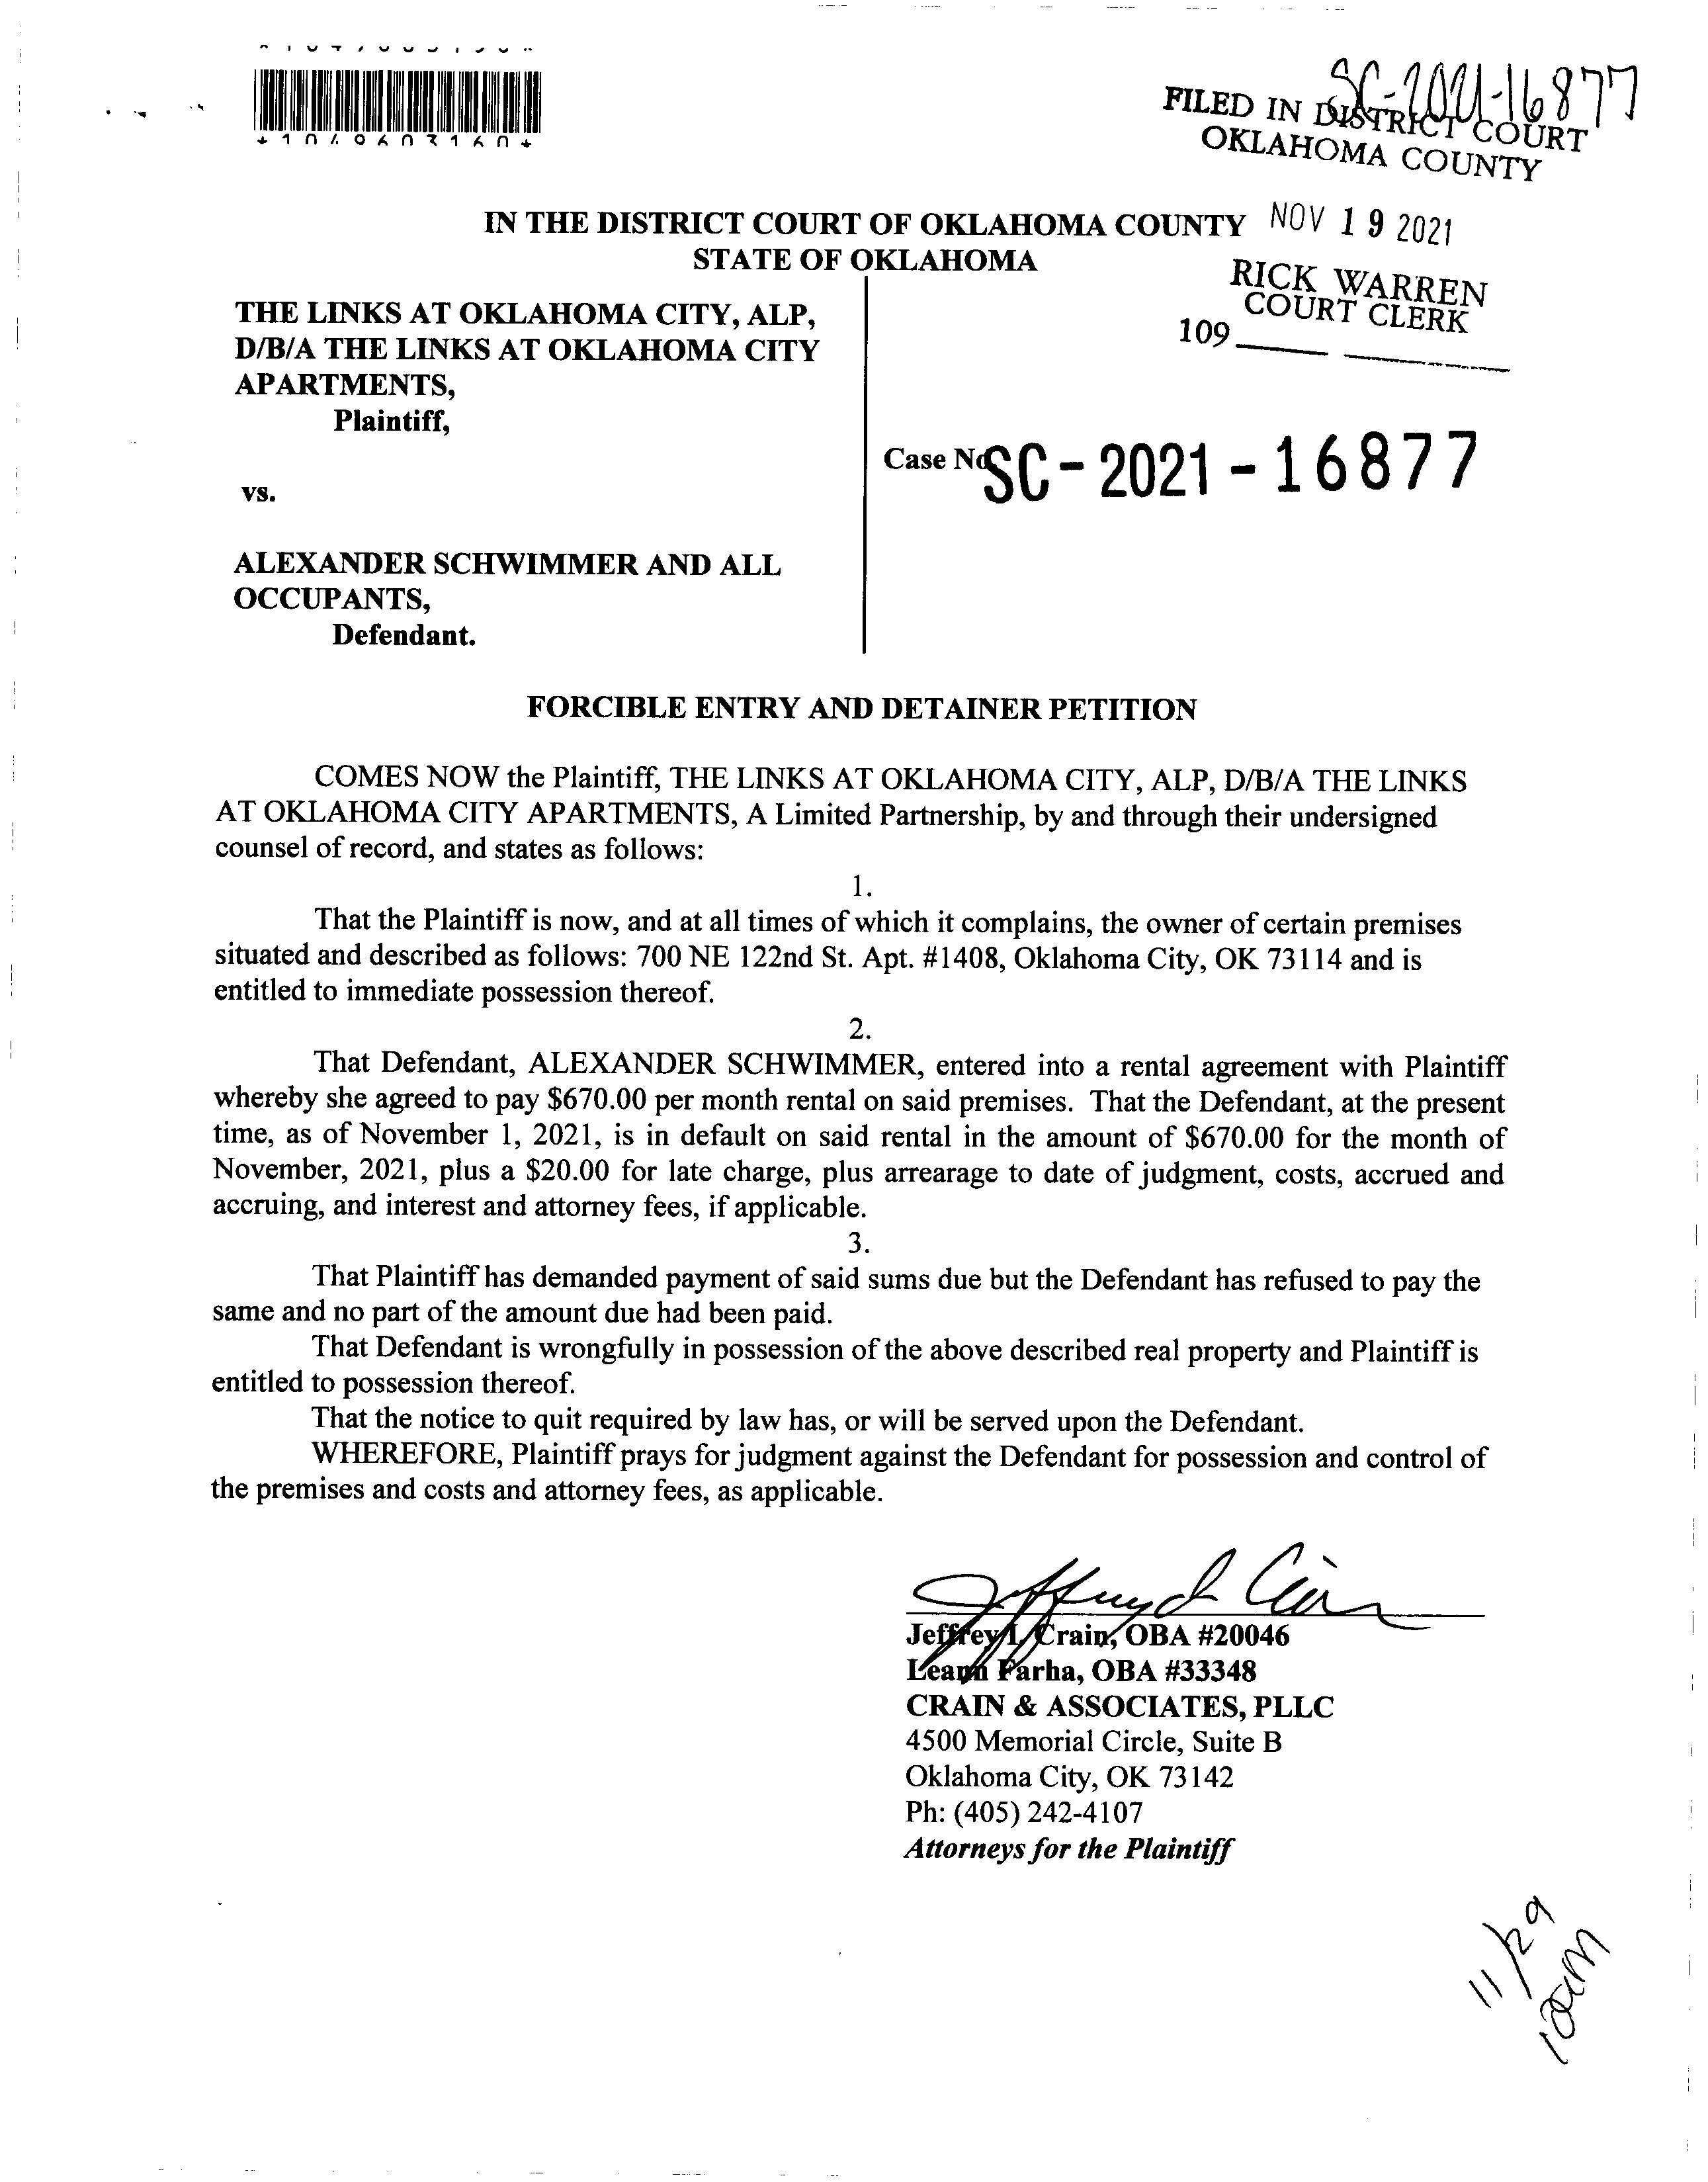 SC-2021-16877
FILED IN DISTRICT COURT
OKLAHOMA COUNTY
IN THE DISTRICT COURT OF OKLAHOMA COUNTY
NOV 19 2021
STATE OF OKLAHOMA
RICK WARREN
COURT CLERK
109
THE LINKS AT OKLAHOMA CITY, ALP,
D/B/A THE LINKS AT OKLAHOMA CITY
APARTMENTS,
Plaintiff,
Case No. SC-2021-16877
vs.
ALEXANDER SCHWIMMER AND ALL
OCCUPANTS,
Defendant.
FORCIBLE ENTRY AND DETAINER PETITION
COMES NOW the Plaintiff, THE LINKS AT OKLAHOMA CITY, ALP, D/B/A THE LINKS
AT OKLAHOMA CITY APARTMENTS, A Limited Partnership, by and through their undersigned
counsel of record, and states as follows:
1.
That the Plaintiff is now, and at all times of which it complains, the owner of certain premises
situated and described as follows: 700 NE 122nd St. Apt. #1408, Oklahoma City, OK 73114 and is
entitled to immediate possession thereof.
2.
That Defendant, ALEXANDER SCHWIMMER, entered into a rental agreement with Plaintiff
whereby she agreed to pay $670.00 per month rental on said premises. That the Defendant, at the present
time, as of November 1, 2021, is in default on said rental in the amount of $670.00 for the month of
November, 2021, plus a $20.00 for late charge, plus arrearage to date of judgment, costs, accrued and
accruing, and interest and attorney fees, if applicable.
3.
That Plaintiff has demanded payment of said sums due but the Defendant has refused to pay the
same and no part of the amount due had been paid.
That Defendant is wrongfully in possession of the above described real property and Plaintiff is
entitled to possession thereof.
That the notice to quit required by law has, or will be served upon the Defendant.
WHEREFORE, Plaintiff prays for judgment against the Defendant for possession and control of
the premises and costs and attorney fees, as applicable.
Jeffrey I. Crain, OBA #20046
Leann Farha, OBA #33348
CRAIN & ASSOCIATES, PLLC
4500 Memorial Circle, Suite B
Oklahoma City, OK 73142
Ph: (405) 242-4107
Attorneys for the Plaintiff
11/29
10am